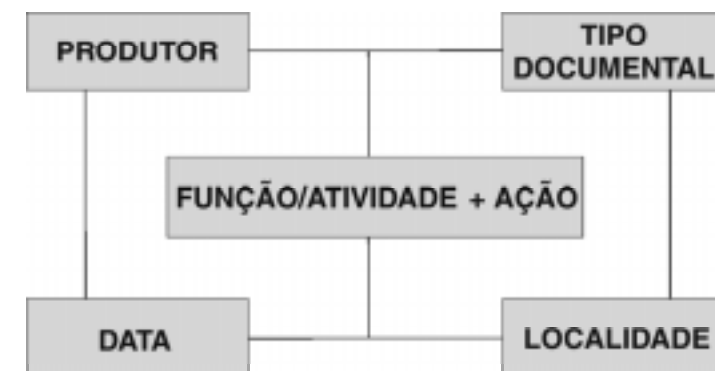 PRODUTOR
TIPO
DOCUMENTAL
FUNÇÃO/ATIVIDADE + AÇÃO
DATA
LOCALIDADE